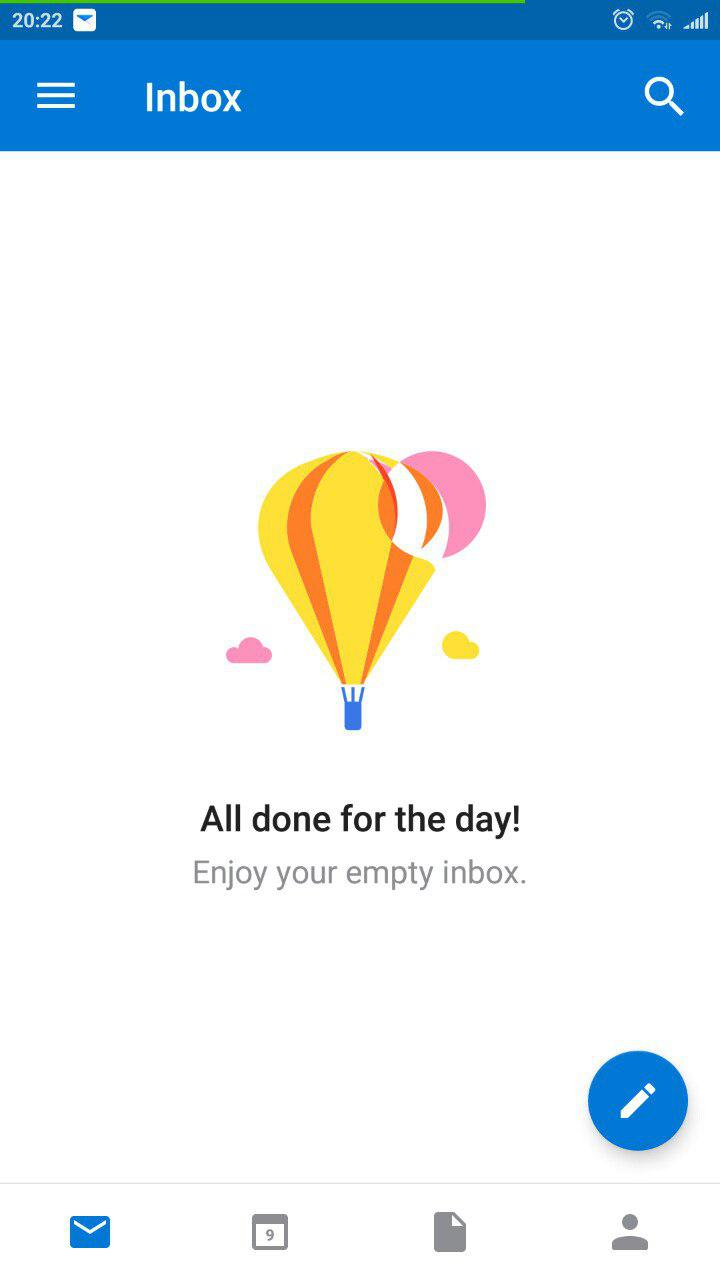 20:22
Inbox
All done for the day!
Enjoy your empty inbox.
9